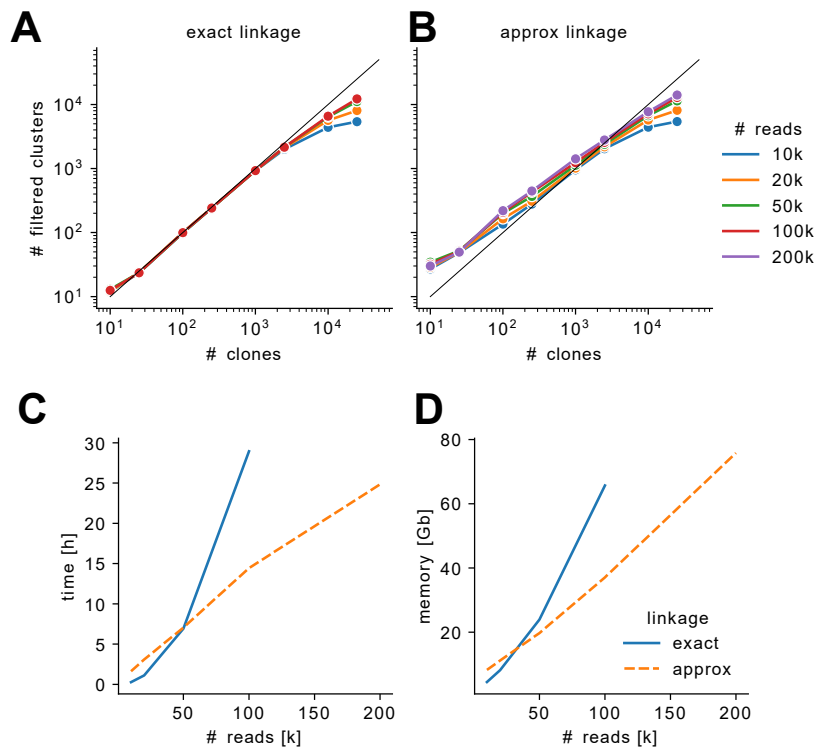 A
exact linkage
B
approx linkage
# filtered clusters
10^4
10^3
10^2
10^1
10^1
10^2
10^3
10^4
# clones
10^1
10^2
10^3
10^4
# clones
# reads
10k
20k
50k
100k
200k
C
time [h]
30
25
20
15
10
5
0
50
100
150
200
# reads [k]
D
memory [Gb]
80
60
40
20
linkage
exact
approx
50
100
150
200
# reads [k]